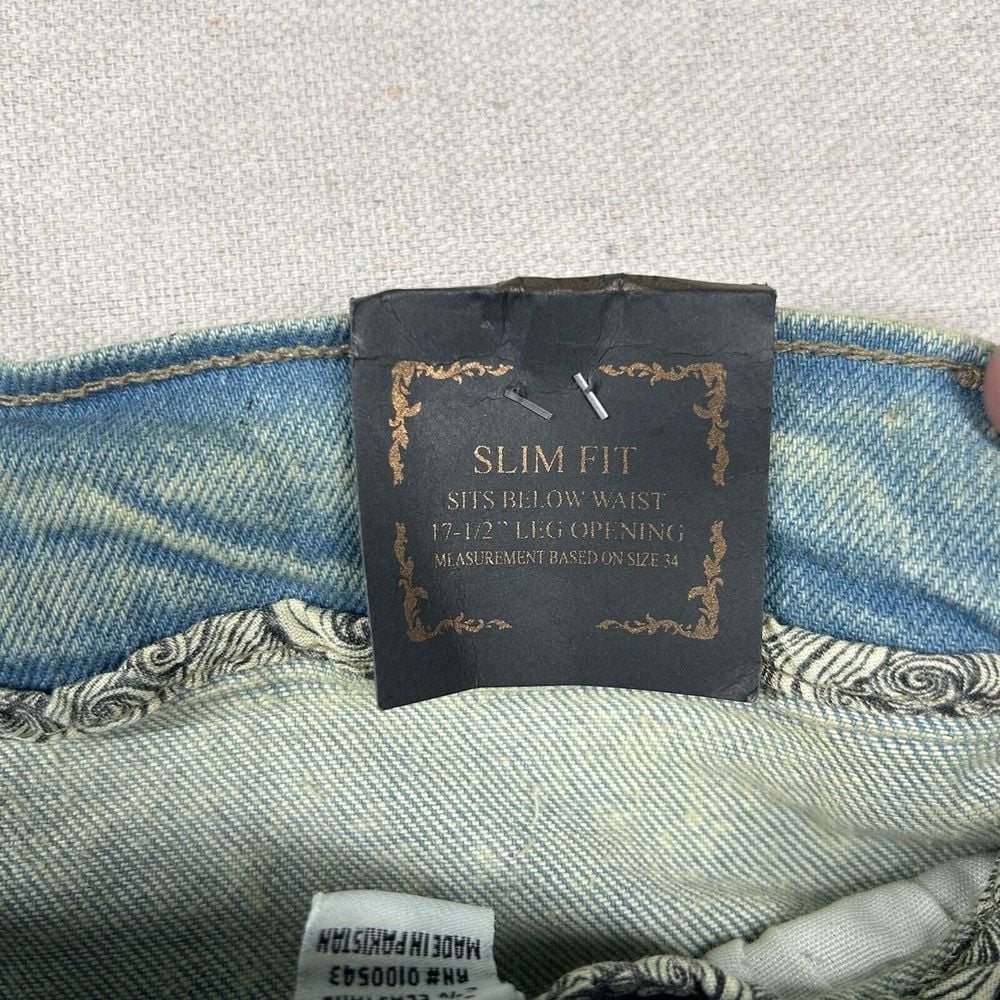 SLIM FIT
SITS BELOW WAIST
17-1/2" LEG OPENING
MEASUREMENT BASED ON SIZE 34
RN# 0100543
MADE IN PAKISTAN